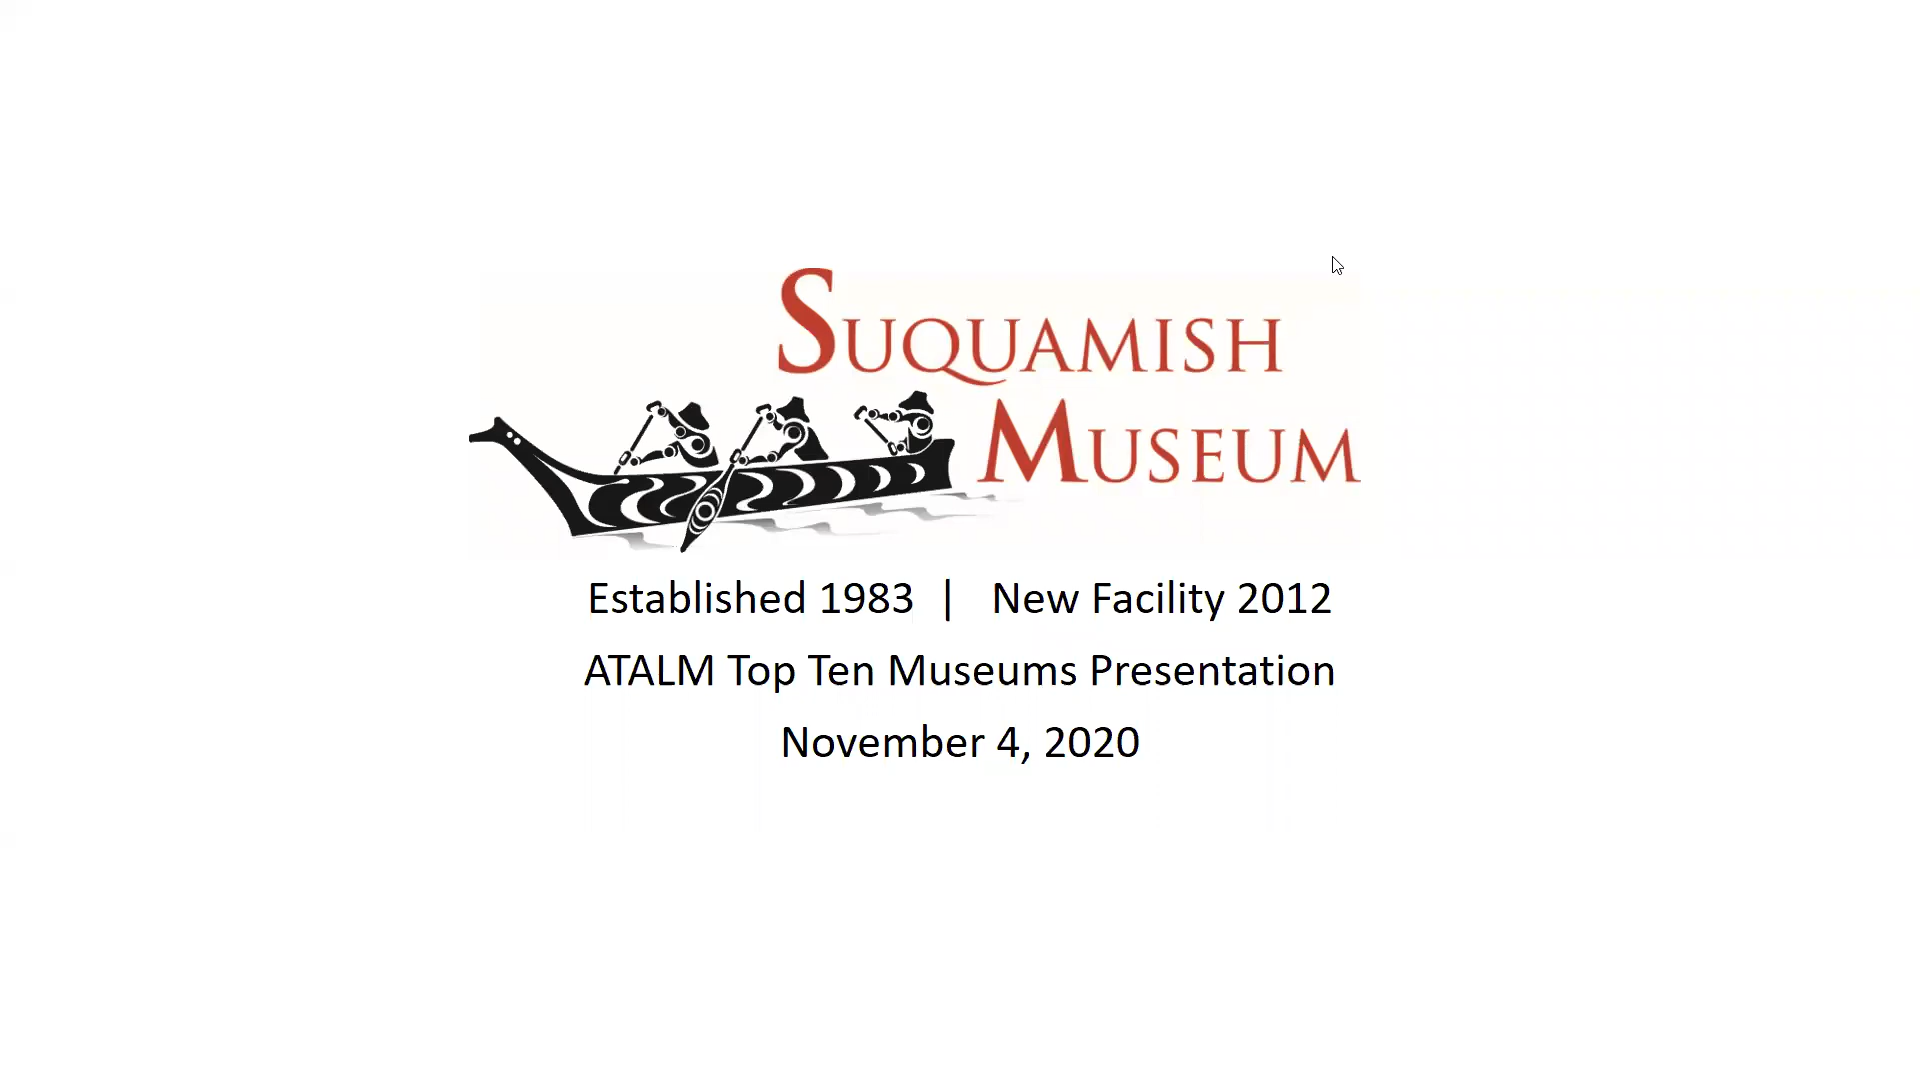 SUQUAMISH
MUSEUM
Established 1983 | New Facility 2012
ATALM Top Ten Museums Presentation
November 4, 2020